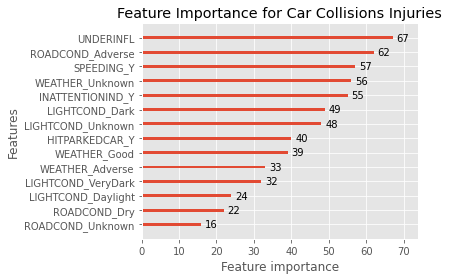 Feature Importance for Car Collisions Injuries
UNDERINFL 67
ROADCOND_Adverse 62
SPEEDING_Y 57
WEATHER_Unknown 56
INATTENTIONIND_Y 55
LIGHTCOND_Dark 49
LIGHTCOND_Unknown 48
HITPARKEDCAR_Y 40
WEATHER_Good 39
WEATHER_Adverse 33
LIGHTCOND_VeryDark 32
LIGHTCOND_Daylight 24
ROADCOND_Dry 22
ROADCOND_Unknown 16
0 10 20 30 40 50 60 70
Feature importance
Features